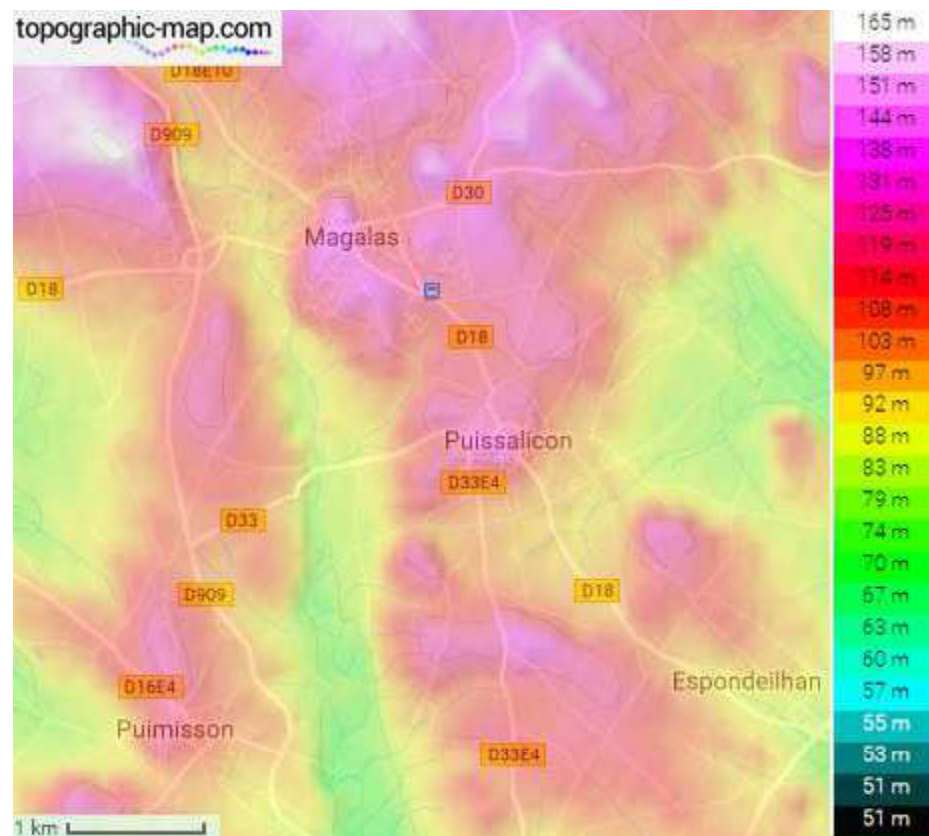 topographic-map.com
D18E10
D909
D30
Magalas
D18
D18
Puissalicon
D33E4
D33
D909
D18
D16E4
Espondeilhan
Puimisson
D33E4
1 km
165 m
158 m
151 m
144 m
138 m
131 m
125 m
119 m
114 m
108 m
103 m
97 m
92 m
88 m
83 m
79 m
74 m
70 m
67 m
63 m
60 m
57 m
55 m
53 m
51 m
51 m